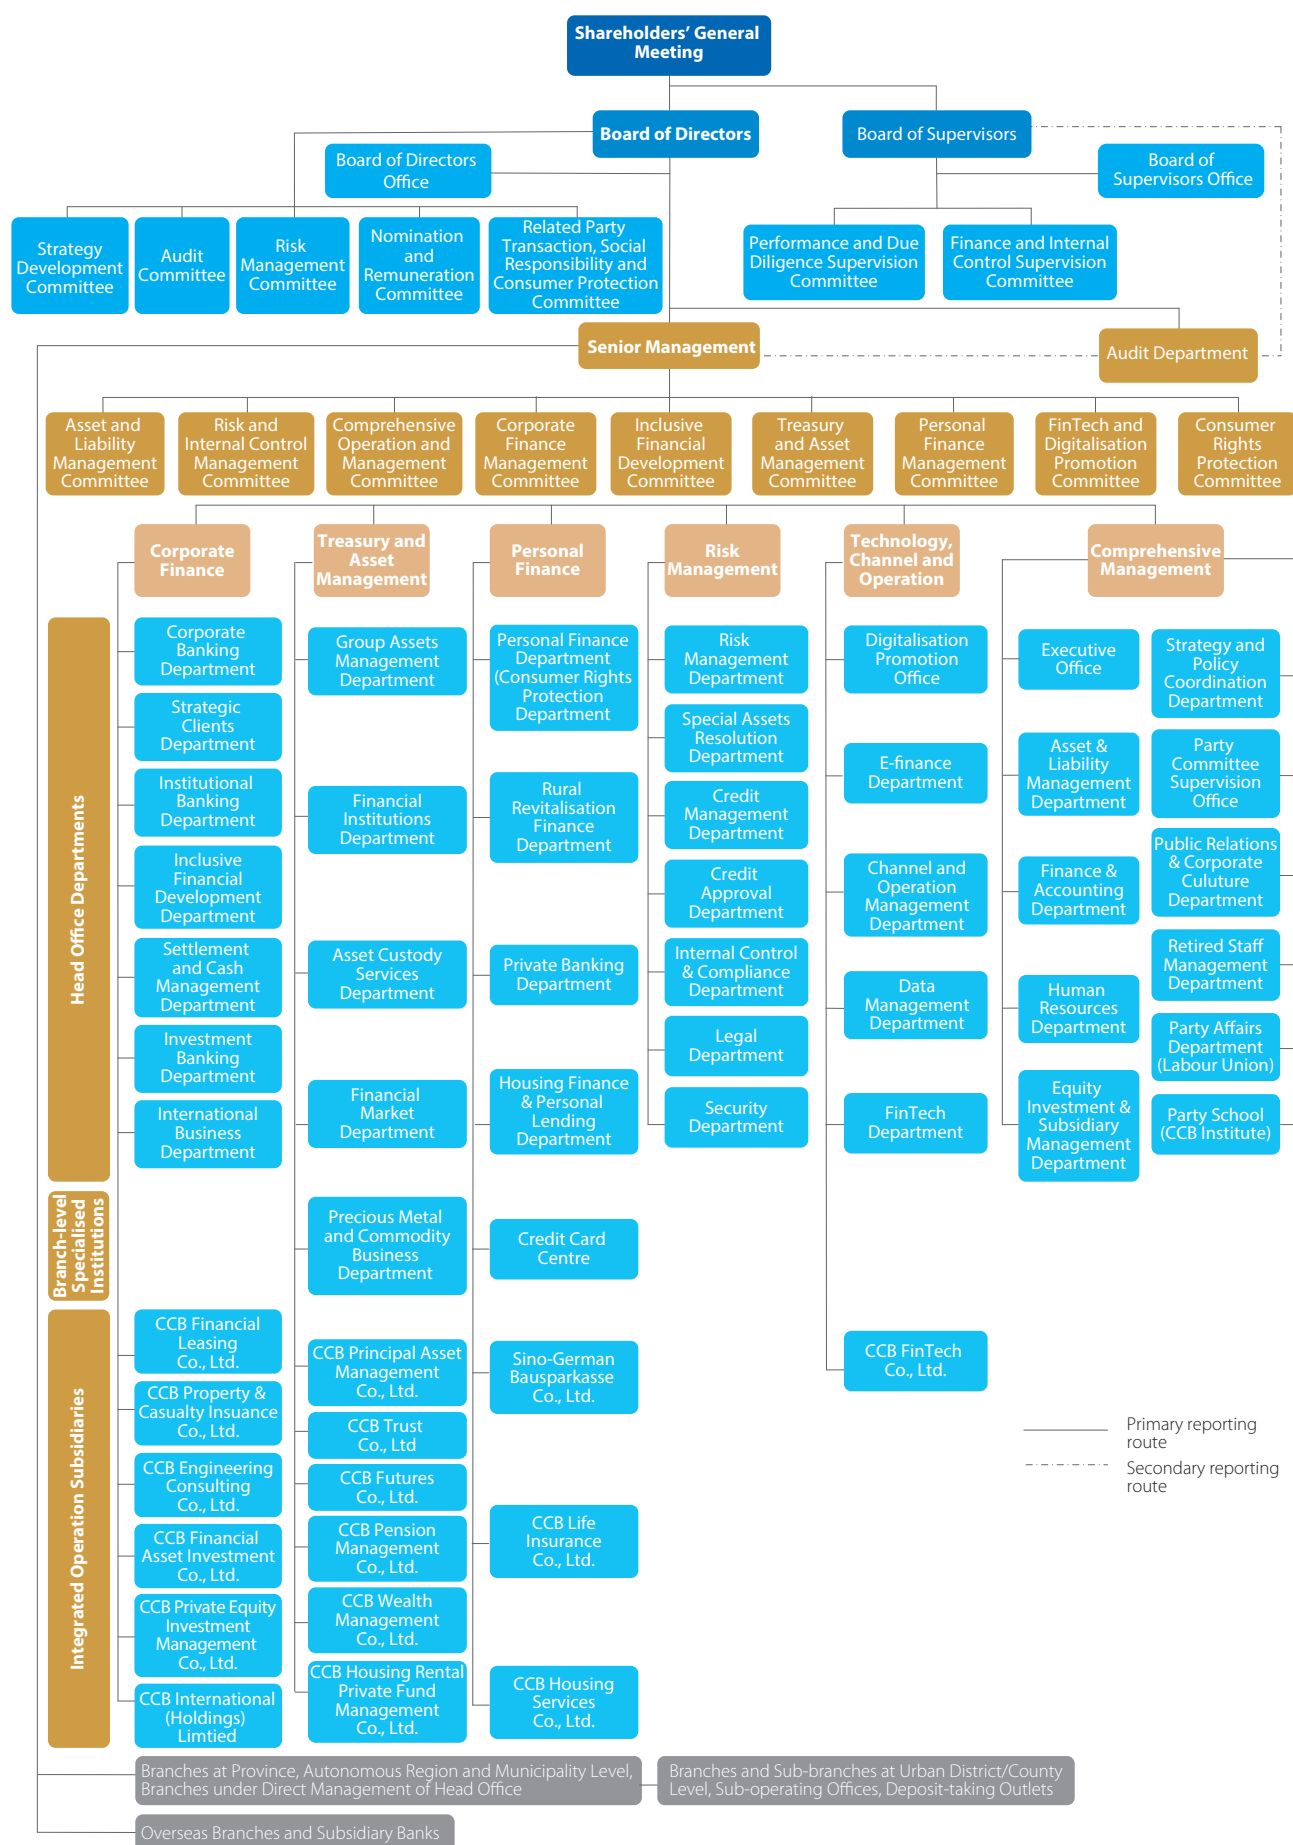 Shareholders' General
Meeting
Board of Directors
Board of Supervisors
Board of Directors
Office
Board of
Supervisors Office
Strategy
Development
Committee
Audit
Committee
Risk
Management
Committee
Nomination
and
Remuneration
Committee
Related Party
Transaction, Social
Responsibility and
Consumer Protection
Committee
Performance and Due
Diligence Supervision
Committee
Finance and Internal
Control Supervision
Committee
Senior Management
Audit Department
Asset and
Liability
Management
Committee
Risk and
Internal Control
Management
Committee
Comprehensive
Operation and
Management
Committee
Corporate
Finance
Management
Committee
Inclusive
Financial
Development
Committee
Treasury
and Asset
Management
Committee
Personal
Finance
Management
Committee
FinTech and
Digitalisation
Promotion
Committee
Consumer
Rights
Protection
Committee
Corporate
Finance
Treasury and
Asset
Management
Personal
Finance
Risk
Management
Technology,
Channel and
Operation
Comprehensive
Management
Head Office Departments
Corporate
Banking
Department
Strategic
Clients
Department
Institutional
Banking
Department
Inclusive
Financial
Development
Department
Settlement
and Cash
Management
Department
Investment
Banking
Department
International
Business
Department
Group Assets
Management
Department
Financial
Institutions
Department
Asset Custody
Services
Department
Financial
Market
Department
Personal Finance
Department
(Consumer Rights
Protection
Department
Rural
Revitalisation
Finance
Department
Private Banking
Department
Housing Finance
& Personal
Lending
Department
Risk
Management
Department
Special Assets
Resolution
Department
Credit
Management
Department
Credit
Approval
Department
Internal Control
& Compliance
Department
Legal
Department
Security
Department
Digitalisation
Promotion
Office
E-finance
Department
Channel and
Operation
Management
Department
Data
Management
Department
FinTech
Department
Executive
Office
Asset &
Liability
Management
Department
Finance &
Accounting
Department
Human
Resources
Department
Equity
Investment &
Subsidiary
Management
Department
Strategy and
Policy
Coordination
Department
Party
Committee
Supervision
Office
Public Relations
& Corporate
Culuture
Department
Retired Staff
Management
Department
Party Affairs
Department
(Labour Union)
Party School
(CCB Institute)
Branch-level
Specialised
Institutions
Precious Metal
and Commodity
Business
Department
Credit Card
Centre
Integrated Operation Subsidiaries
CCB Financial
Leasing
Co., Ltd.
CCB Property &
Casualty Insuance
Co., Ltd.
CCB Engineering
Consulting
Co., Ltd.
CCB Financial
Asset Investment
Co., Ltd.
CCB Private Equity
Investment
Management
Co., Ltd.
CCB International
(Holdings)
Limtied
CCB Principal Asset
Management
Co., Ltd.
CCB Trust
Co., Ltd
CCB Futures
Co., Ltd.
CCB Pension
Management
Co., Ltd.
CCB Wealth
Management
Co., Ltd.
CCB Housing Rental
Private Fund
Management
Co., Ltd.
Sino-German
Bausparkasse
Co., Ltd.
CCB Life
Insurance
Co., Ltd.
CCB Housing
Services
Co., Ltd.
CCB FinTech
Co., Ltd.
Primary reporting
route
Secondary reporting
route
Branches at Province, Autonomous Region and Municipality Level,
Branches under Direct Management of Head Office
Branches and Sub-branches at Urban District/County
Level, Sub-operating Offices, Deposit-taking Outlets
Overseas Branches and Subsidiary Banks